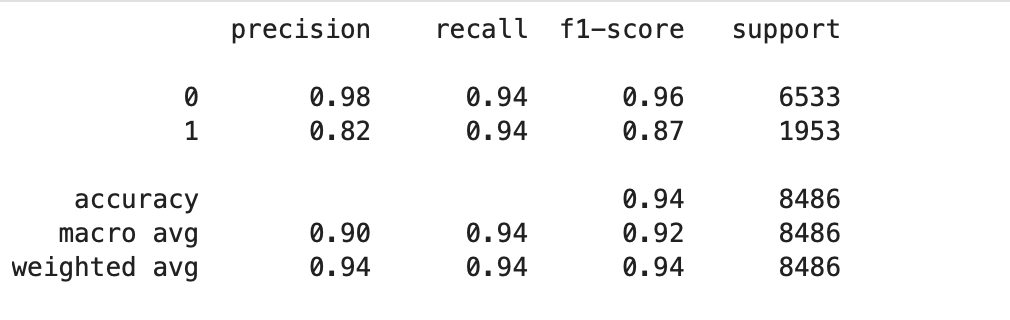 precision recall f1-score support
0 0.98 0.94 0.96 6533
1 0.82 0.94 0.87 1953
accuracy 0.94 8486
macro avg 0.90 0.94 0.92 8486
weighted avg 0.94 0.94 0.94 8486